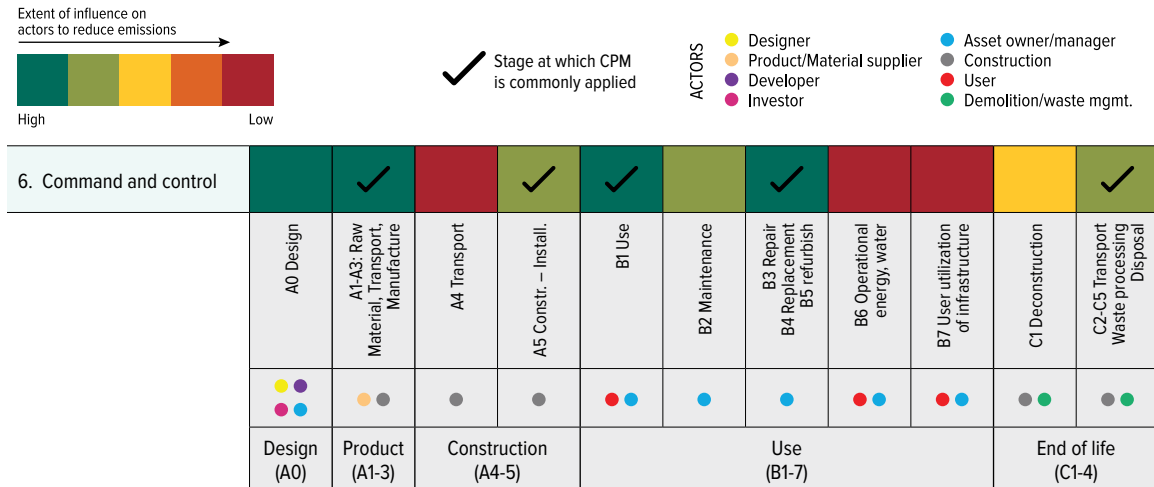 Extent of influence on
actors to reduce emissions
High
Low
Stage at which CPM
is commonly applied
ACTORS
Designer
Product/Material supplier
Developer
Investor
Asset owner/manager
Construction
User
Demolition/waste mgmt.
6. Command and control
A0 Design
A1-A3: Raw
Material, Transport,
Manufacture
A4 Transport
A5 Constr. – Install.
B1 Use
B2 Maintenance
B3 Repair
B4 Replacement
B5 refurbish
B6 Operational
energy, water
B7 User utilization
of infrastructure
C1 Deconstruction
C2-C5 Transport
Waste processing
Disposal
Design
(A0)
Product
(A1-3)
Construction
(A4-5)
Use
(B1-7)
End of life
(C1-4)